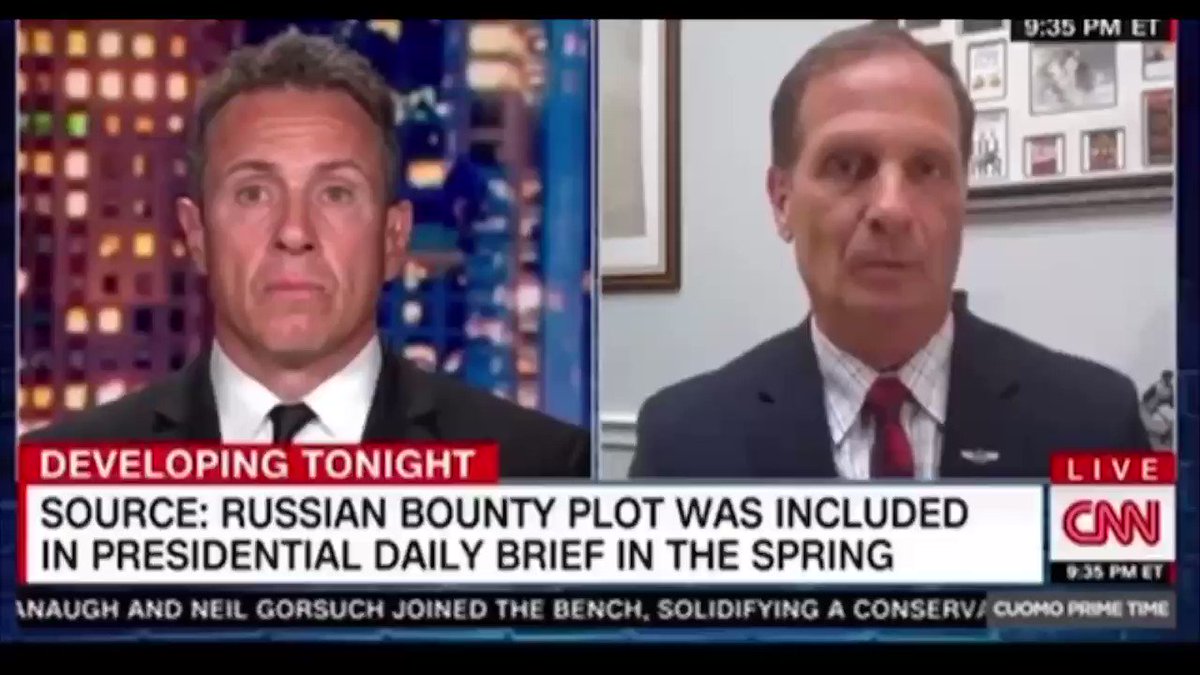 9:35 PM ET
DEVELOPING TONIGHT
SOURCE: RUSSIAN BOUNTY PLOT WAS INCLUDED
IN PRESIDENTIAL DAILY BRIEF IN THE SPRING
LIVE
CNN
9:35 PM ET
ANAUGH AND NEIL GORSUCH JOINED THE BENCH, SOLIDIFYING A CONSERVA
CUOMO PRIME TIME